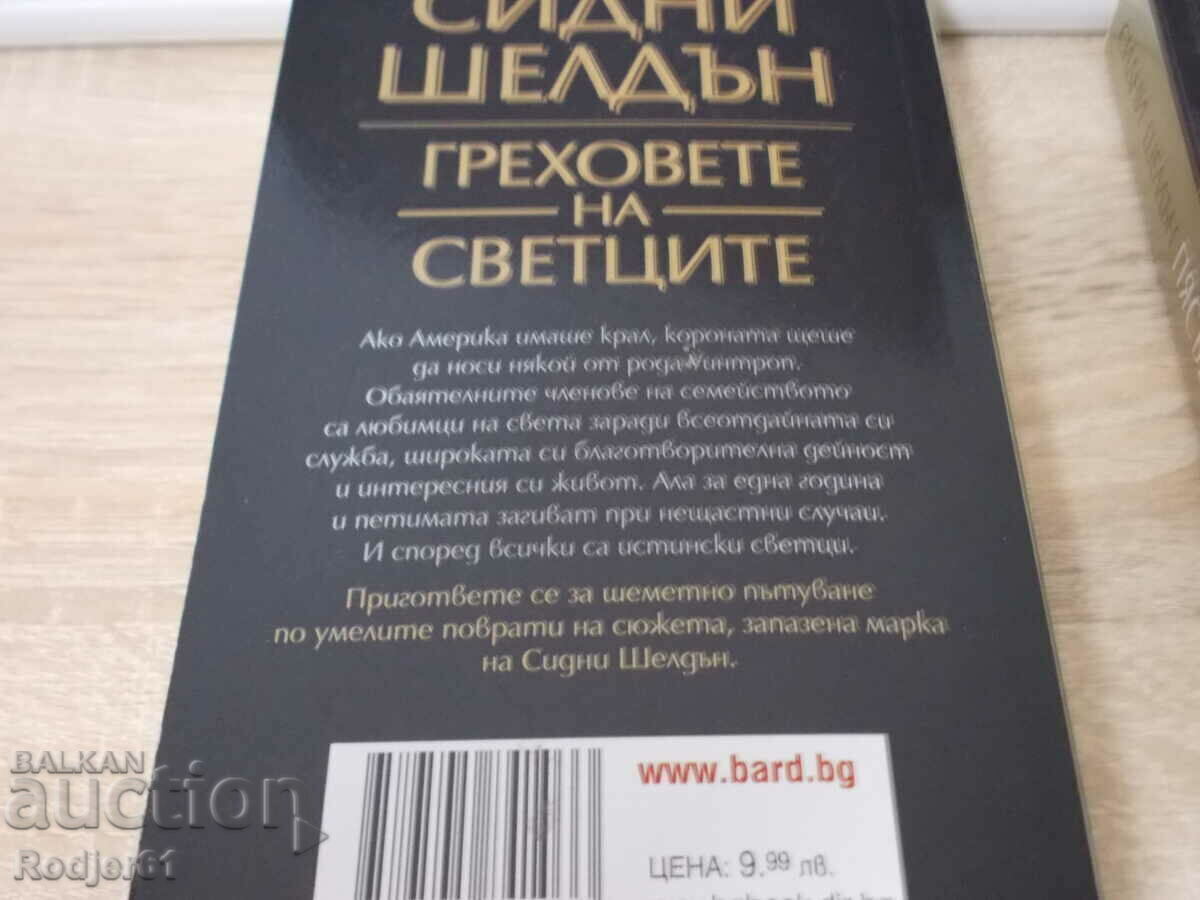 СИДНИ
ШЕЛДЪН
ГРЕХОВЕТЕ
НА
СВЕТЦИТЕ
Ако Америка имаше крал, короната щеше
да носи някой от рода Уинтроп.
Обаятелните членове на семейството
са любимци на света заради всеотдайната си
служба, широката си благотворителна дейност
и интересния си живот. Ала за една година
и петимата загиват при нещастни случаи.
И според всички са истински светци.
Пригответе се за шеметно пътуване
по умелите поврати на сюжета, запазена марка
на Сидни Шелдън.
www.bard.bg
ЦЕНА: 9.99 лв.
BALKAN
auction
Rodjer61